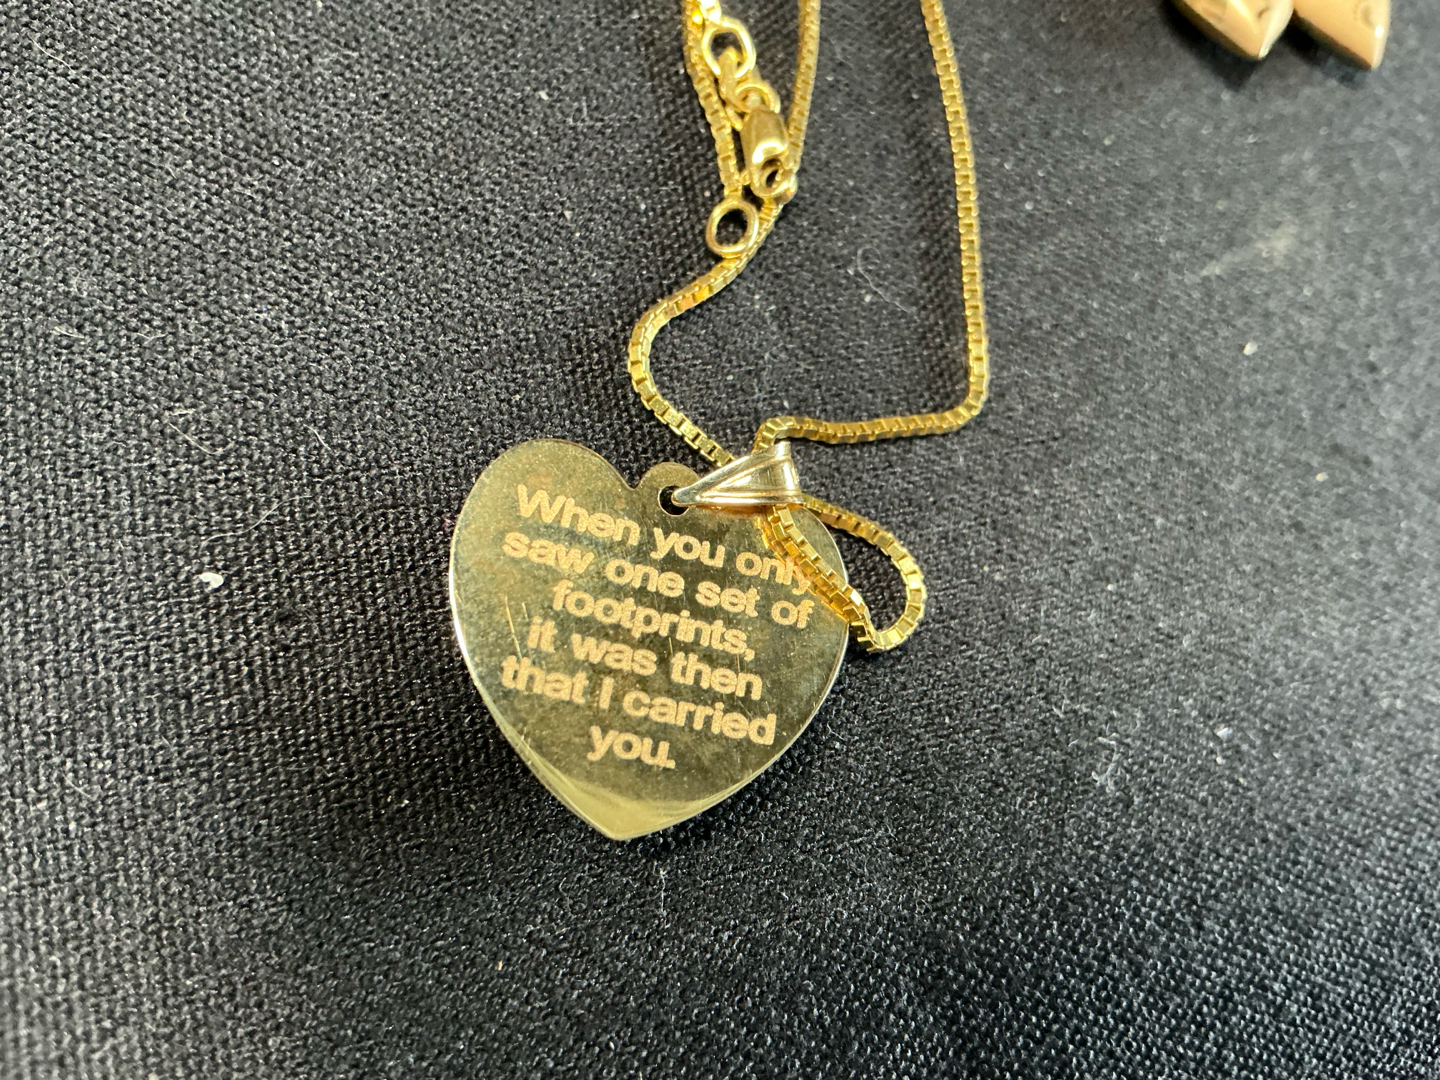 When you only
saw one set of
footprints,
it was then
that I carried
you.